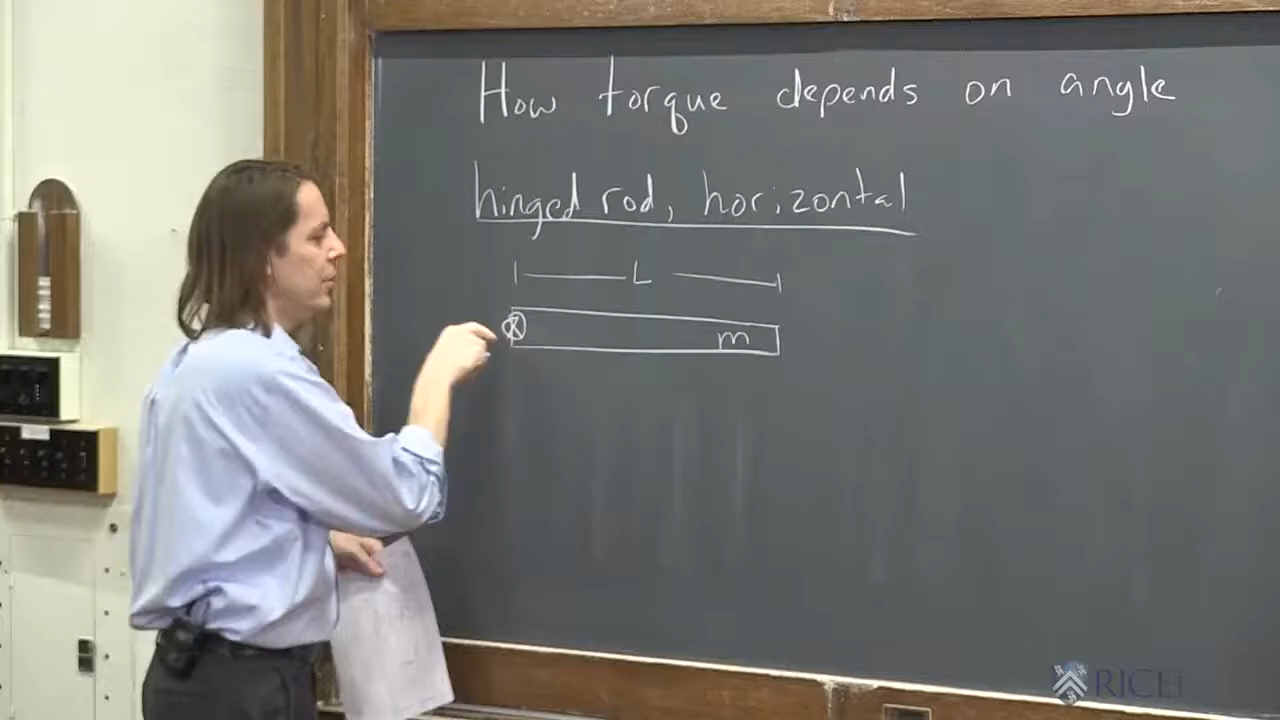 How torque depends on angle
hinged rod, horizontal
L
m
RICE